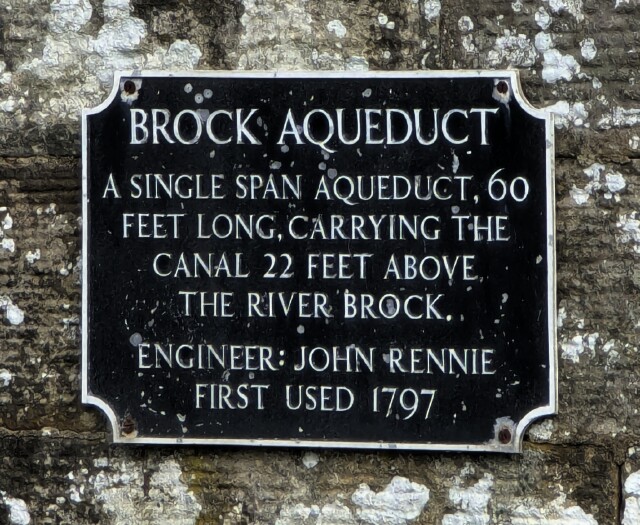 BROCK AQUEDUCT
A SINGLE SPAN AQUEDUCT, 60
FEET LONG, CARRYING THE
CANAL 22 FEET ABOVE
THE RIVER BROCK.
ENGINEER: JOHN RENNIE
FIRST USED 1797